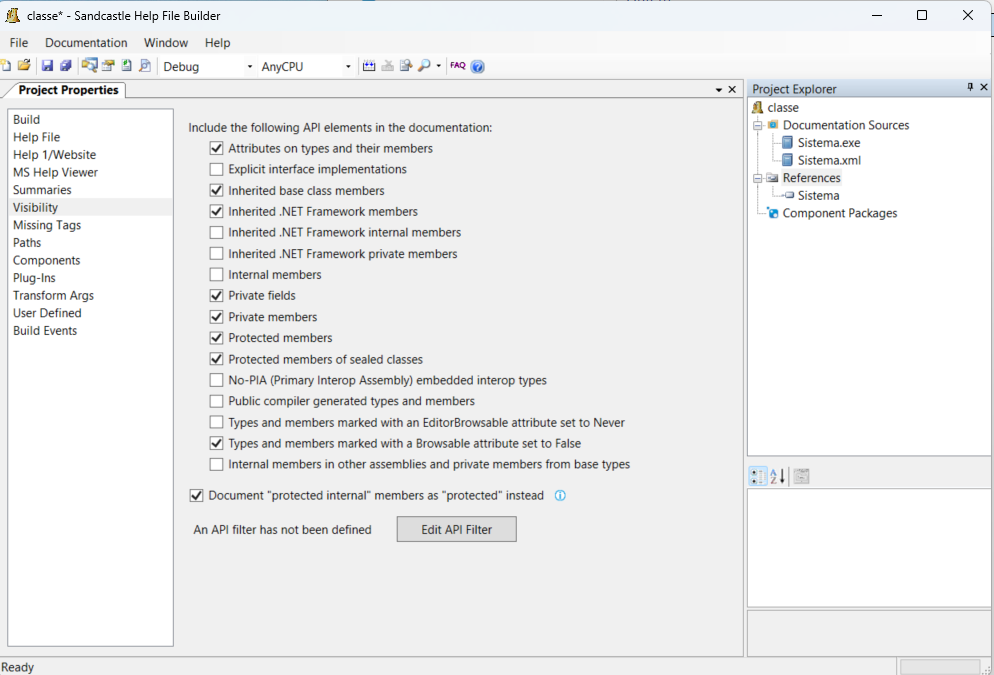 classe* - Sandcastle Help File Builder
File Documentation Window Help
Debug AnyCPU FAQ
Project Properties
Build
Help File
Help 1/Website
MS Help Viewer
Summaries
Visibility
Missing Tags
Paths
Components
Plug-Ins
Transform Args
User Defined
Build Events
Include the following API elements in the documentation:
Attributes on types and their members
Explicit interface implementations
Inherited base class members
Inherited .NET Framework members
Inherited .NET Framework internal members
Inherited .NET Framework private members
Internal members
Private fields
Private members
Protected members
Protected members of sealed classes
No-PIA (Primary Interop Assembly) embedded interop types
Public compiler generated types and members
Types and members marked with an EditorBrowsable attribute set to Never
Types and members marked with a Browsable attribute set to False
Internal members in other assemblies and private members from base types
Document "protected internal" members as "protected" instead
An API filter has not been defined Edit API Filter
Project Explorer
classe
Documentation Sources
Sistema.exe
Sistema.xml
References
Sistema
Component Packages
Ready